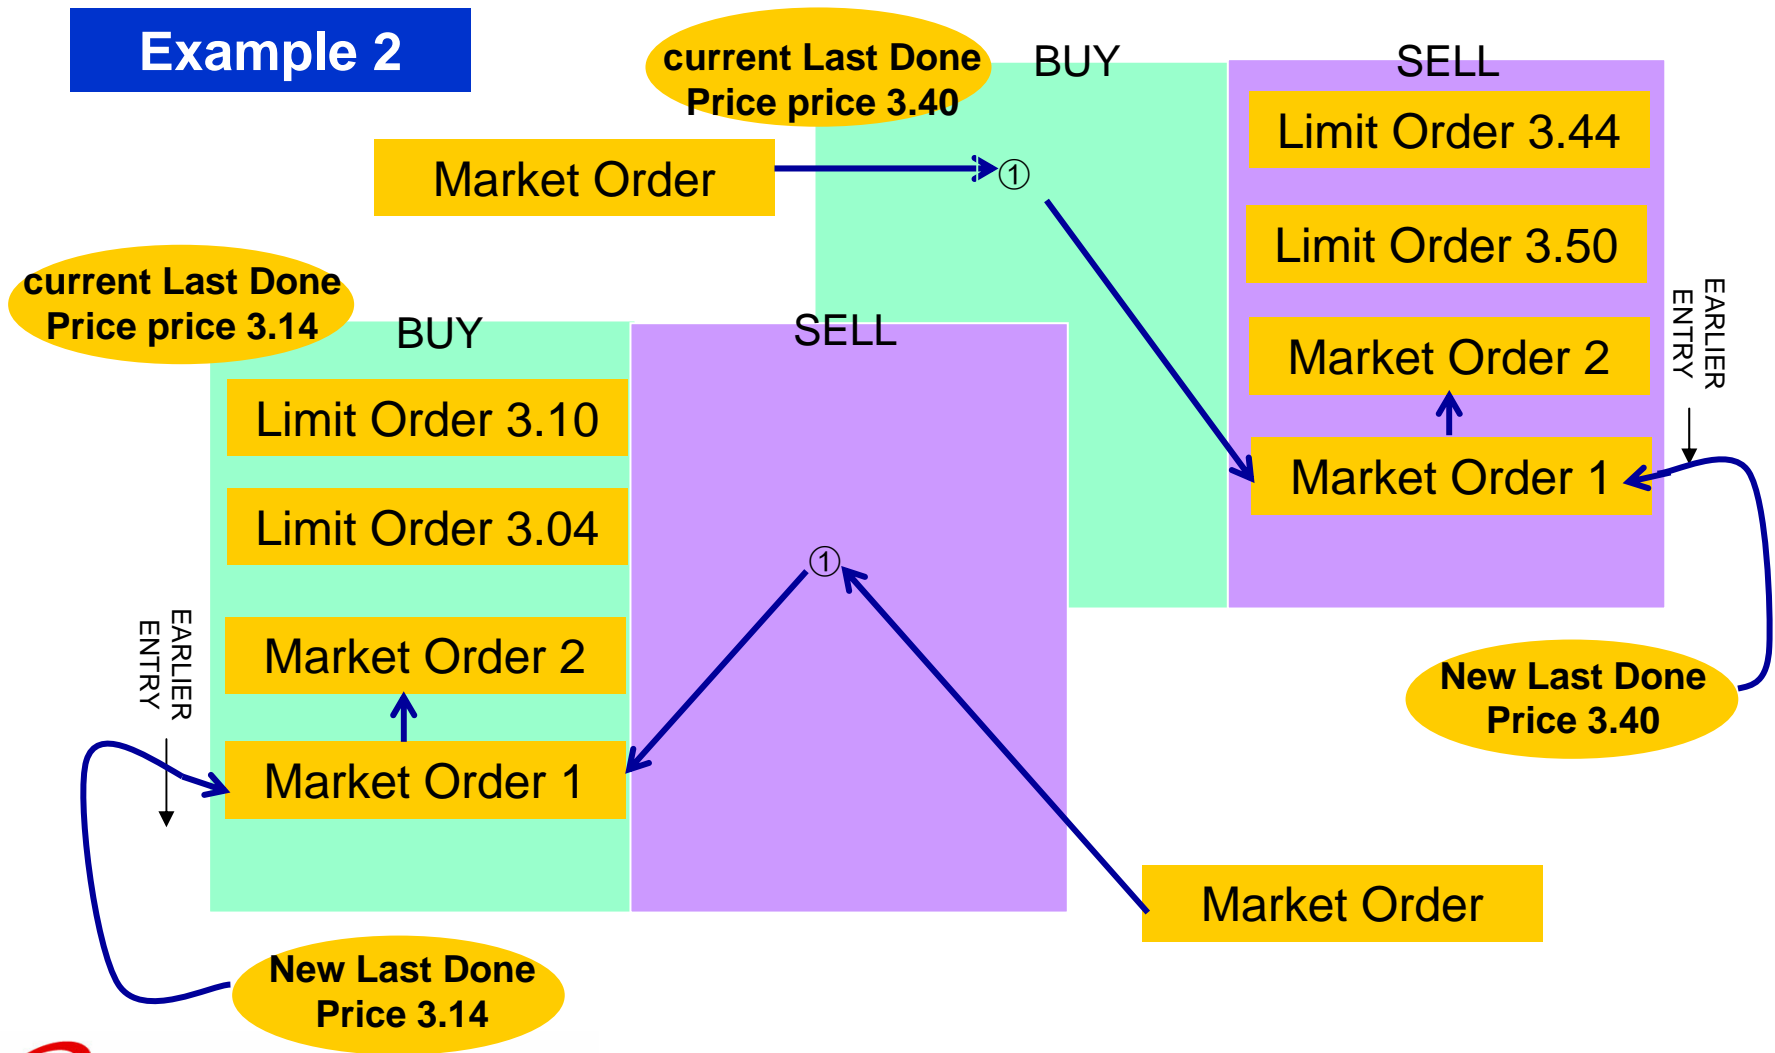 Example 2
current Last Done
Price price 3.40
BUY
SELL
Market Order
①
Limit Order 3.44
Limit Order 3.50
Market Order 2
Market Order 1
EARLIER
ENTRY
New Last Done
Price 3.40
current Last Done
Price price 3.14
BUY
SELL
Limit Order 3.10
Limit Order 3.04
Market Order 2
Market Order 1
①
EARLIER
ENTRY
Market Order
New Last Done
Price 3.14